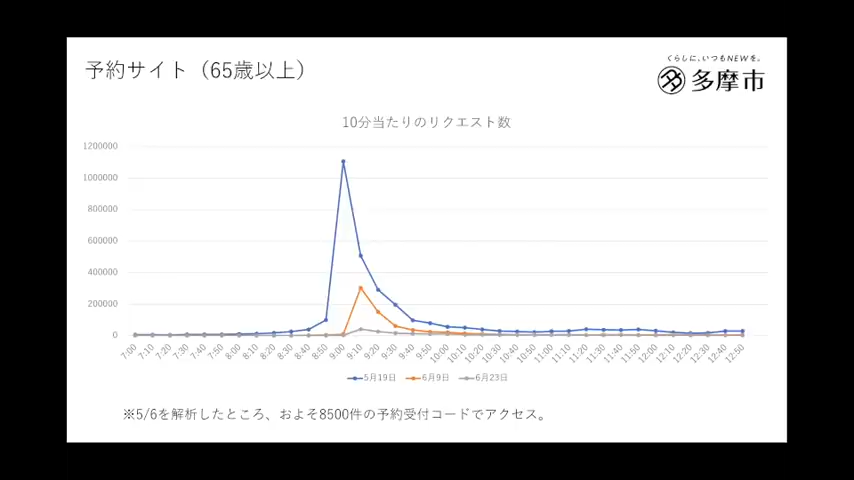 くらしに、いつもNEWを。
予約サイト（65歳以上）
多摩市
10分当たりのリクエスト数
1200000
1000000
800000
600000
400000
200000
0
7:00 7:10 7:20 7:30 7:40 7:50 8:00 8:10 8:20 8:30 8:40 8:50 9:00 9:10 9:20 9:30 9:40 9:50 10:00 10:10 10:20 10:30 10:40 10:50 11:00 11:10 11:20 11:30 11:40 11:50 12:00 12:10 12:20 12:30 12:40 12:50
5月19日 6月9日 6月23日
※5/6を解析したところ、およそ8500件の予約受付コードでアクセス。